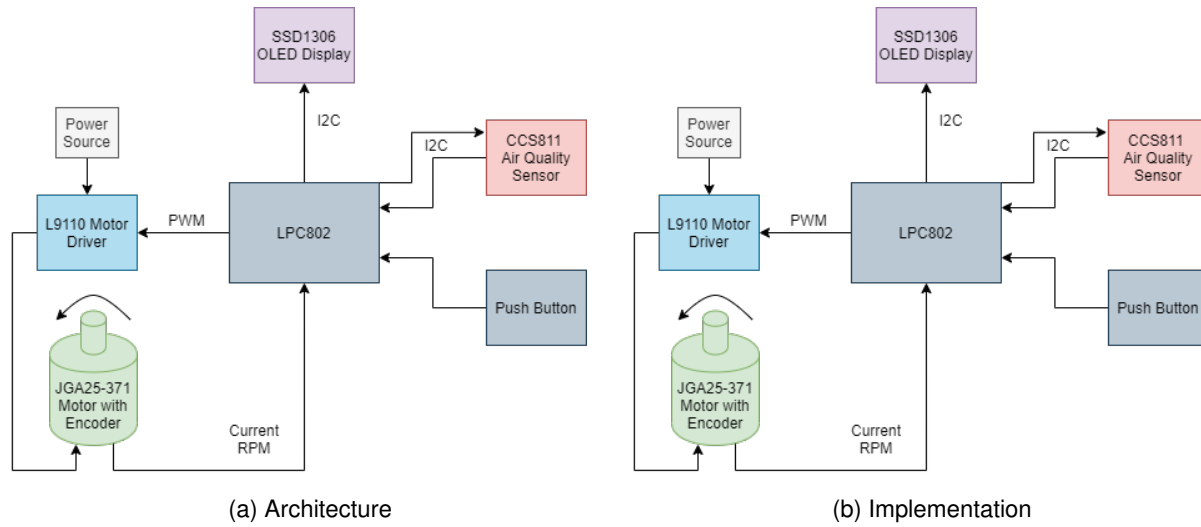 SSD1306
OLED Display
I2C
Power
Source
I2C
CCS811
Air Quality
Sensor
L9110 Motor
Driver
PWM
LPC802
Push Button
JGA25-371
Motor with
Encoder
Current
RPM
(a) Architecture
SSD1306
OLED Display
I2C
Power
Source
I2C
CCS811
Air Quality
Sensor
L9110 Motor
Driver
PWM
LPC802
Push Button
JGA25-371
Motor with
Encoder
Current
RPM
(b) Implementation